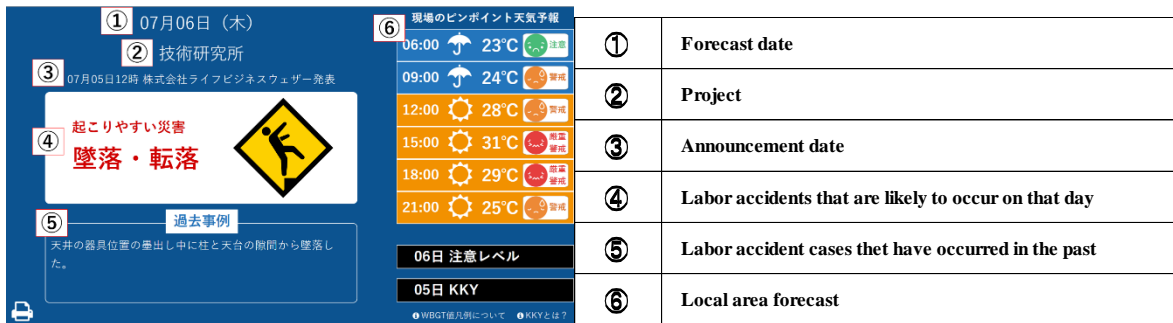 ① 07月06日（木）
② 技術研究所
③ 07月05日12時 株式会社ライフビジネスウェザー発表
④ 起こりやすい災害
墜落・転落
⑤ 過去事例
天井の器具位置の墨出し中に柱と天台の隙間から墜落し
た。
⑥ 現場のピンポイント天気予報
06:00 23℃ 注意
09:00 24℃ 警戒
12:00 28℃ 警戒
15:00 31℃ 厳重警戒
18:00 29℃ 厳重警戒
21:00 25℃ 警戒
06日 注意レベル
05日 KKY
WBGT値凡例について KKYとは？
① Forecast date
② Project
③ Announcement date
④ Labor accidents that are likely to occur on that day
⑤ Labor accident cases thet have occurred in the past
⑥ Local area forecast